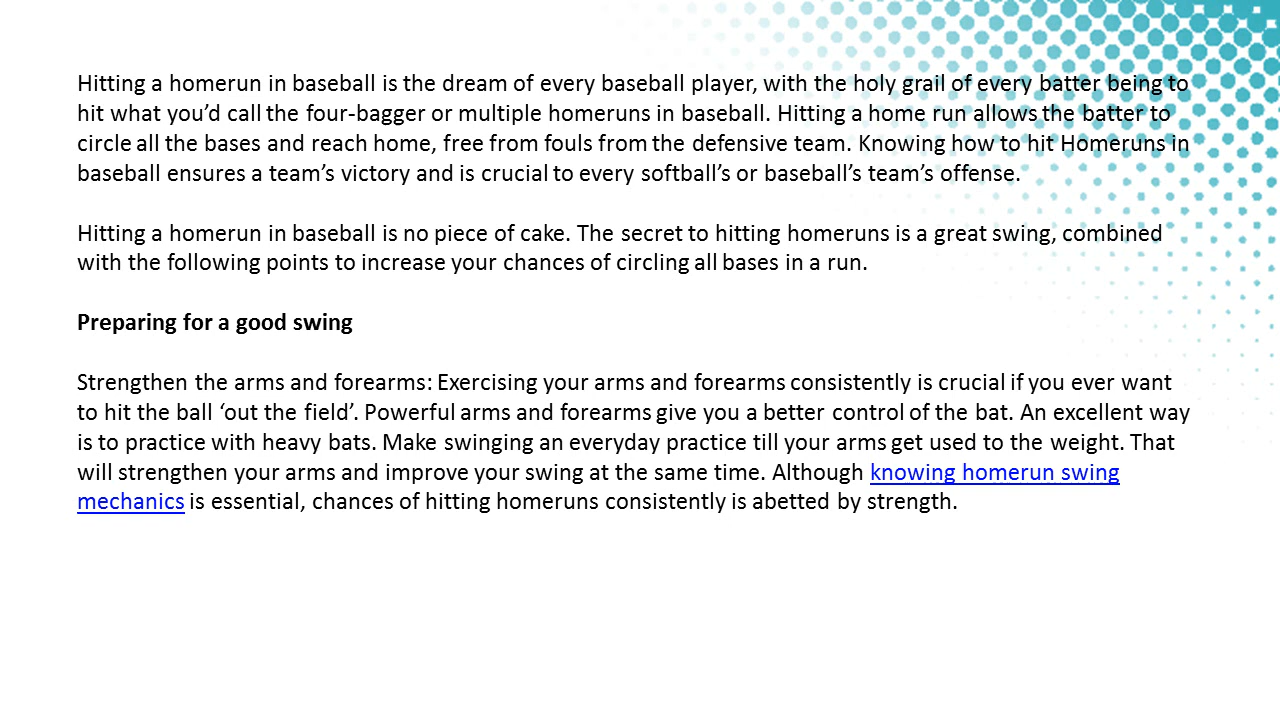 Hitting a homerun in baseball is the dream of every baseball player, with the holy grail of every batter being to
hit what you’d call the four-bagger or multiple homeruns in baseball. Hitting a home run allows the batter to
circle all the bases and reach home, free from fouls from the defensive team. Knowing how to hit Homeruns in
baseball ensures a team’s victory and is crucial to every softball’s or baseball’s team’s offense.
Hitting a homerun in baseball is no piece of cake. The secret to hitting homeruns is a great swing, combined
with the following points to increase your chances of circling all bases in a run.
Preparing for a good swing
Strengthen the arms and forearms: Exercising your arms and forearms consistently is crucial if you ever want
to hit the ball ‘out the field’. Powerful arms and forearms give you a better control of the bat. An excellent way
is to practice with heavy bats. Make swinging an everyday practice till your arms get used to the weight. That
will strengthen your arms and improve your swing at the same time. Although knowing homerun swing
mechanics is essential, chances of hitting homeruns consistently is abetted by strength.